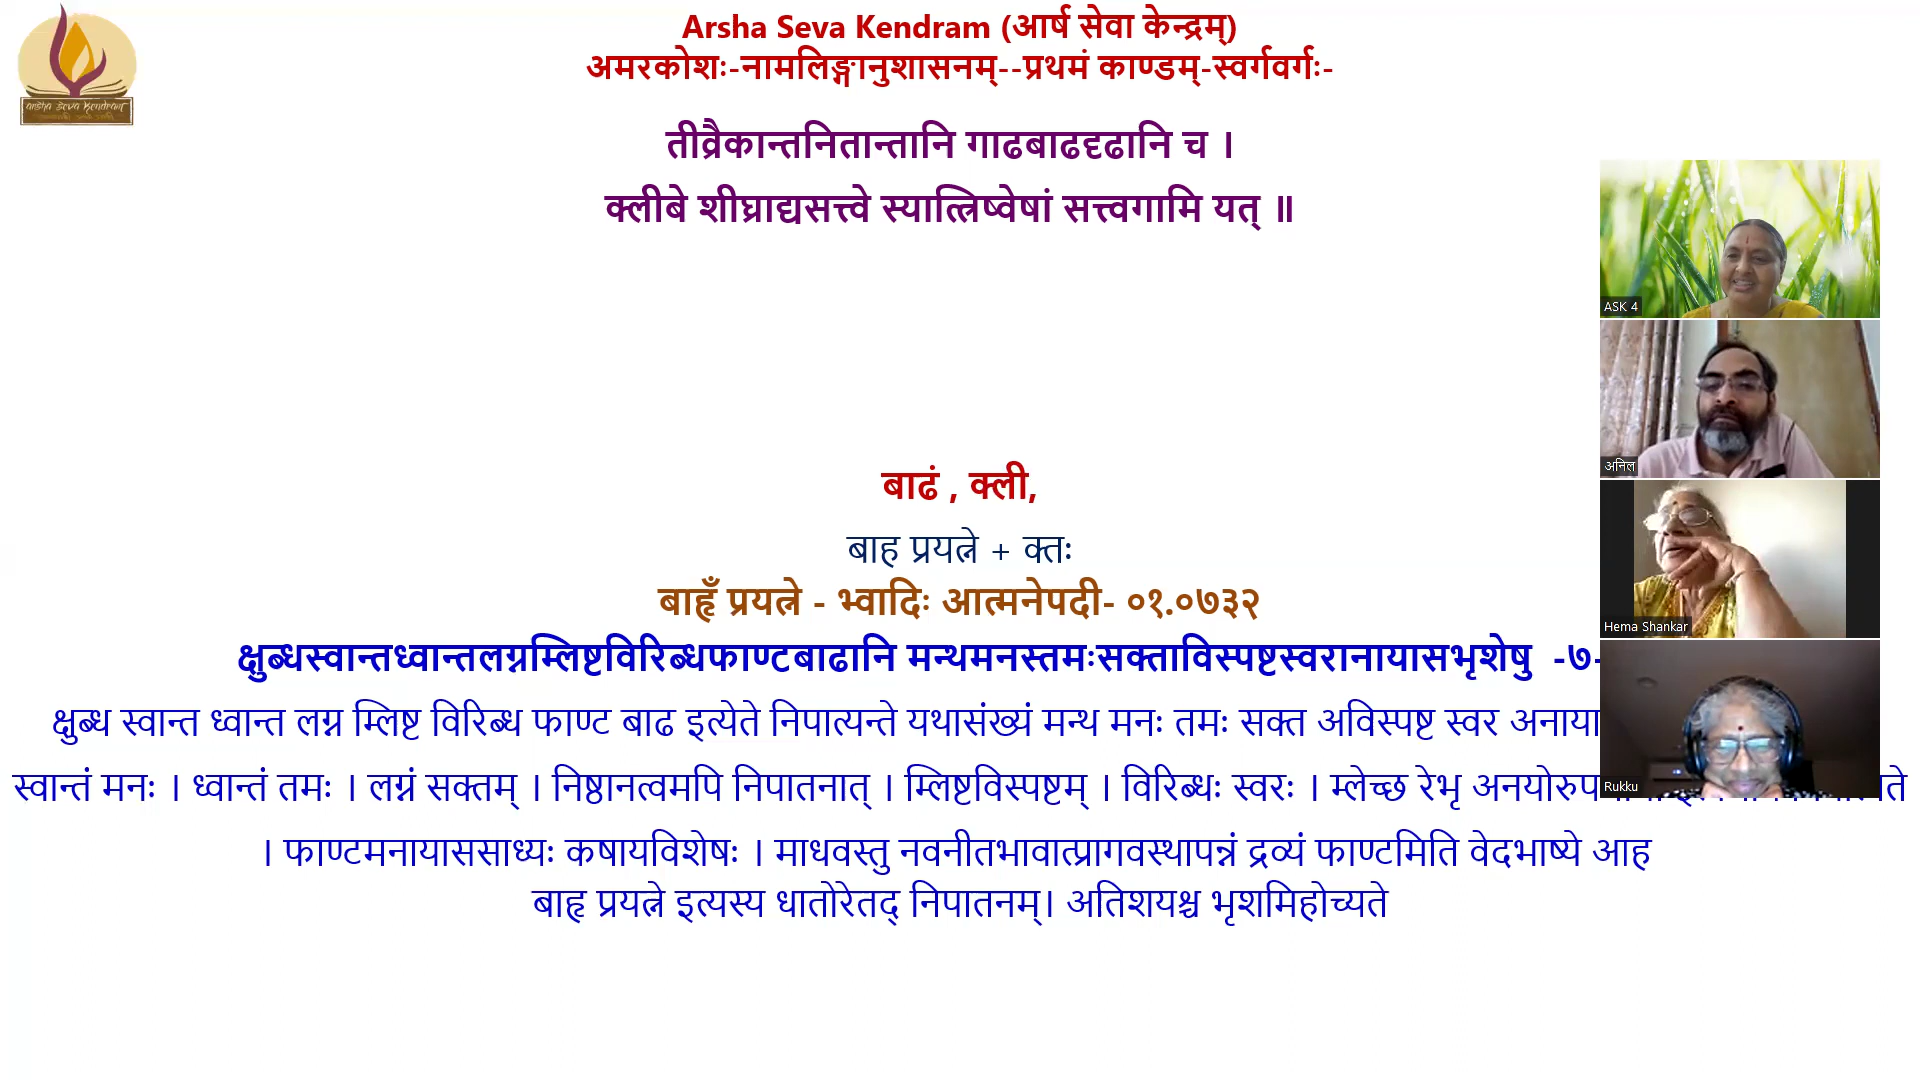 Arsha Seva Kendram (आर्ष सेवा केन्द्रम्)
अमरकोशः-नामलिङ्गानुशासनम्--प्रथमं काण्डम्-स्वर्गवर्गः-
arsha seva kendram
तीव्रैकान्तनितान्तानि गाढबाढदृढानि च ।
क्लीबे शीघ्राद्यसत्त्वे स्यात्त्रिष्वेषां सत्त्वगामि यत् ॥
ASK 4
अनिल
बाढं , क्ली,
बाह प्रयत्ने + क्तः
बाहृँ प्रयत्ने - भ्वादिः आत्मनेपदी- ०१.०७३२
Hema Shankar
क्षुब्धस्वान्तध्वान्तलग्नम्लिष्टविरिब्धफाण्टबाढानि मन्थमनस्तमःसक्ताविस्पष्टस्वरानायासभृशेषु -७-
क्षुब्ध स्वान्त ध्वान्त लग्न म्लिष्ट विरिब्ध फाण्ट बाढ इत्येते निपात्यन्ते यथासंख्यं मन्थ मनः तमः सक्त अविस्पष्ट स्वर
स्वान्तं मनः । ध्वान्तं तमः । लग्नं सक्तम् । निष्ठानत्वमपि निपातनात् । म्लिष्टविस्पष्टम् । विरिब्धः स्वरः । म्लेच्छ रेभृ
Rukku
। फाण्टमनायाससाध्यः कषायविशेषः । माधवस्तु नवनीतभावात्प्रागवस्थापन्नं द्रव्यं फाण्टमिति वेदभाष्ये आह
बाहृ प्रयत्ने इत्यस्य धातोरेतद् निपातनम्। अतिशयश्च भृशमिहोच्यते